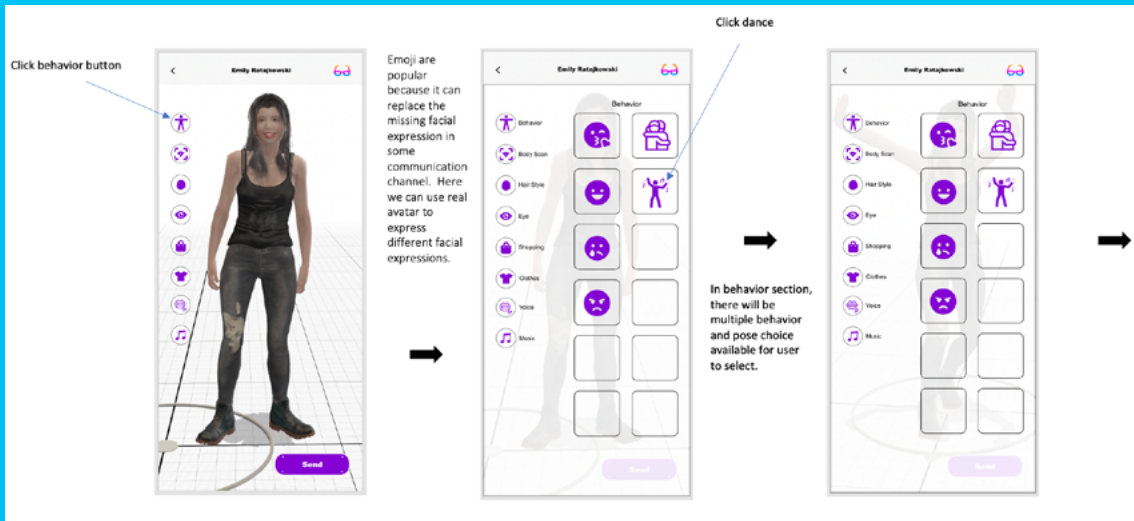 Click dance
Click behavior button
Emily Ratajkowski
Send
Emoji are
popular
because it can
replace the
missing facial
expression in
some
communication
channel.  Here
we can use real
avatar to
express
different facial
expressions.
Emily Ratajkowski
Behavior
Behavior
Body Scan
Hair Style
Eye
Shopping
Clothes
Voice
Music
Send
In behavior section,
there will be
multiple behavior
and pose choice
available for user
to select.
Emily Ratajkowski
Behavior
Behavior
Body Scan
Hair Style
Eye
Shopping
Clothes
Voice
Music
Send